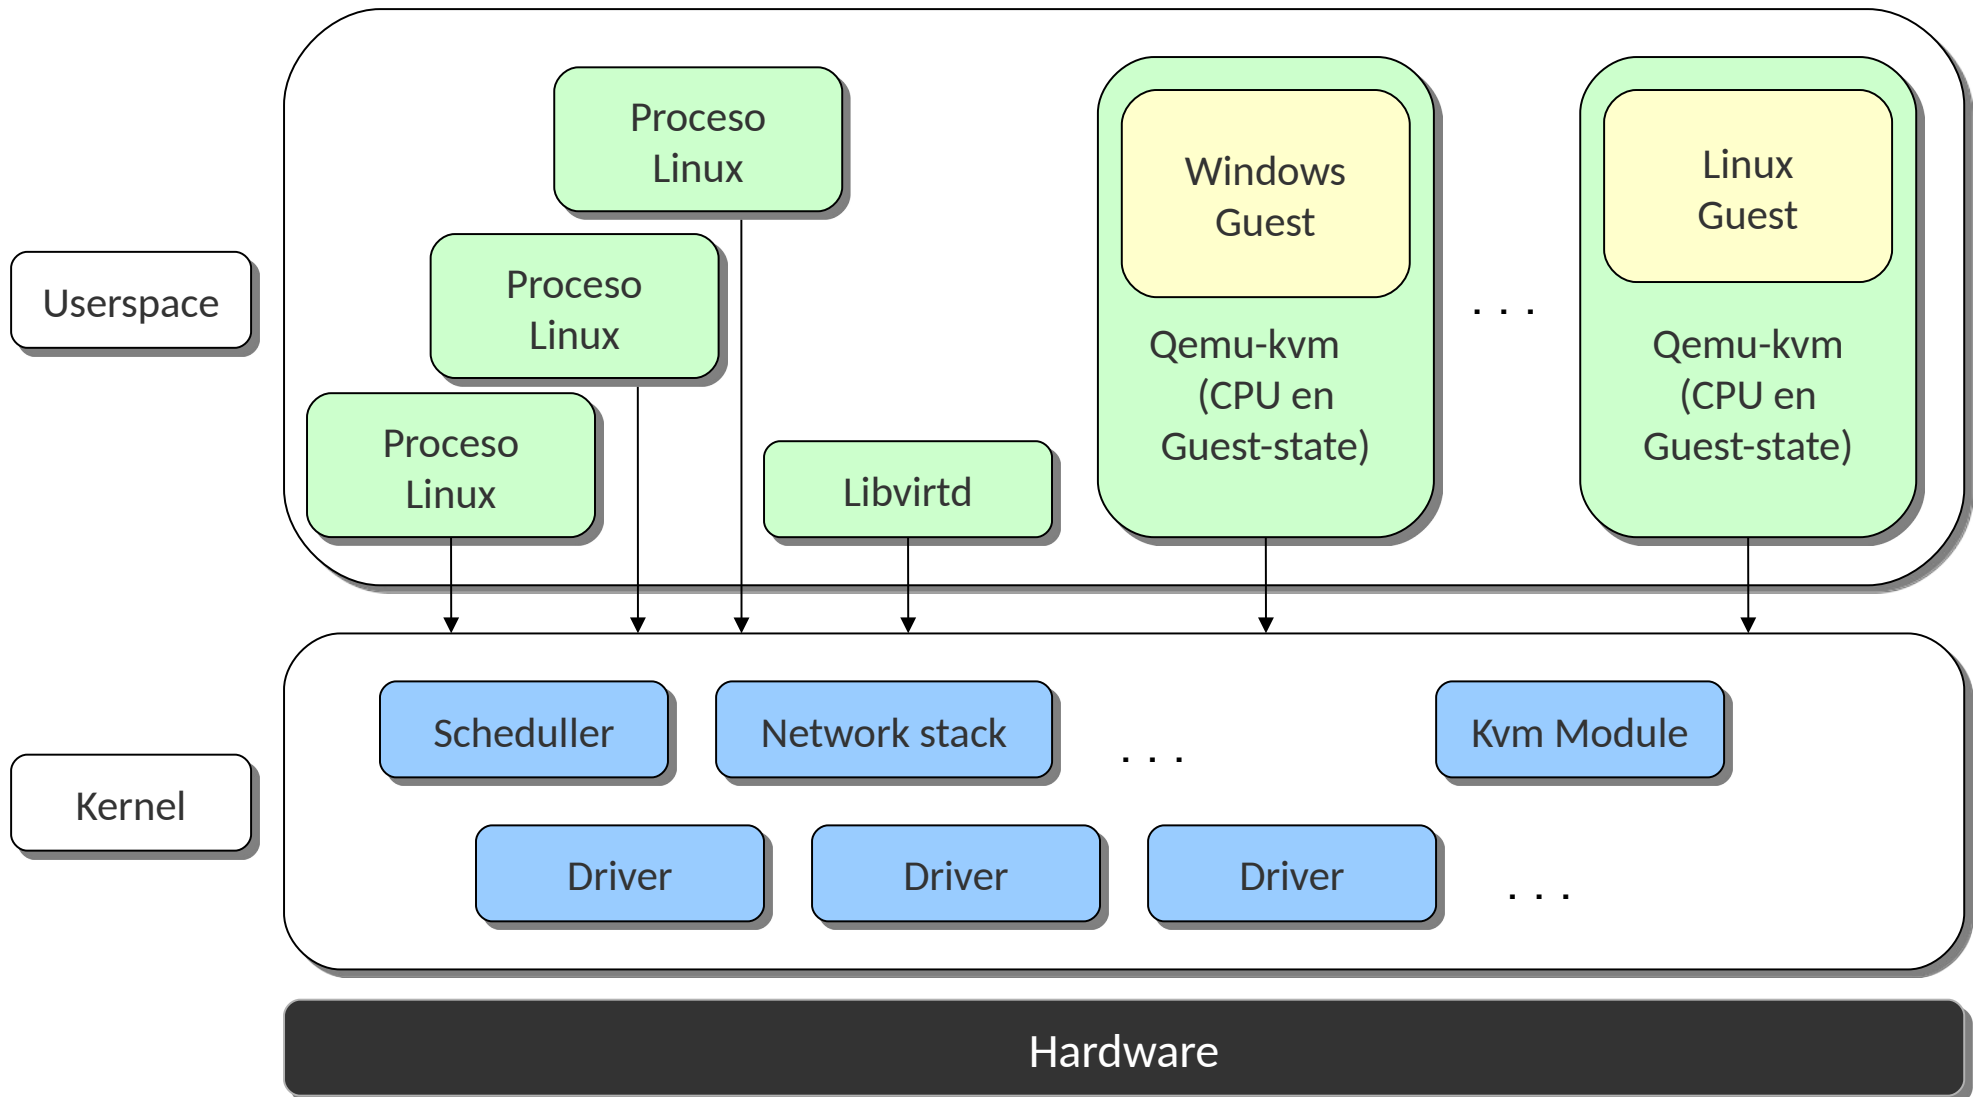 Proceso
Linux
Windows
Guest
Linux
Guest
Userspace
Proceso
Linux
. . .
Qemu-kvm
(CPU en
Guest-state)
Qemu-kvm
(CPU en
Guest-state)
Proceso
Linux
Libvirtd
Kernel
Scheduller
Network stack
. . .
Kvm Module
Driver
Driver
Driver
. . .
Hardware